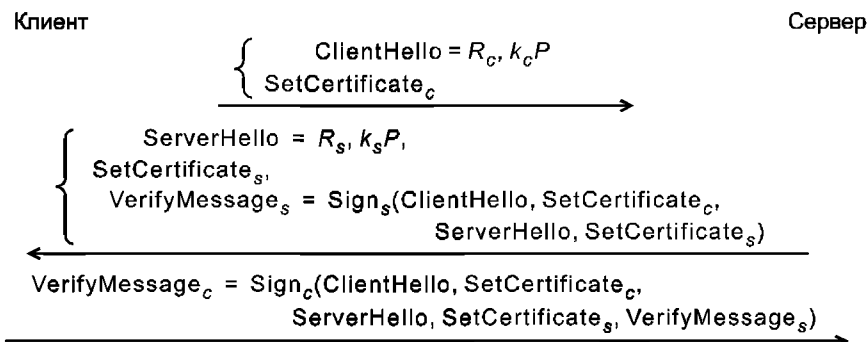 Клиент Сервер
ClientHello = R_c, k_cP
SetCertificate_c
ServerHello = R_s, k_sP,
SetCertificate_s,
VerifyMessage_s = Sign_s(ClientHello, SetCertificate_c,
ServerHello, SetCertificate_s)
VerifyMessage_c = Sign_c(ClientHello, SetCertificate_c,
ServerHello, SetCertificate_s, VerifyMessage_s)